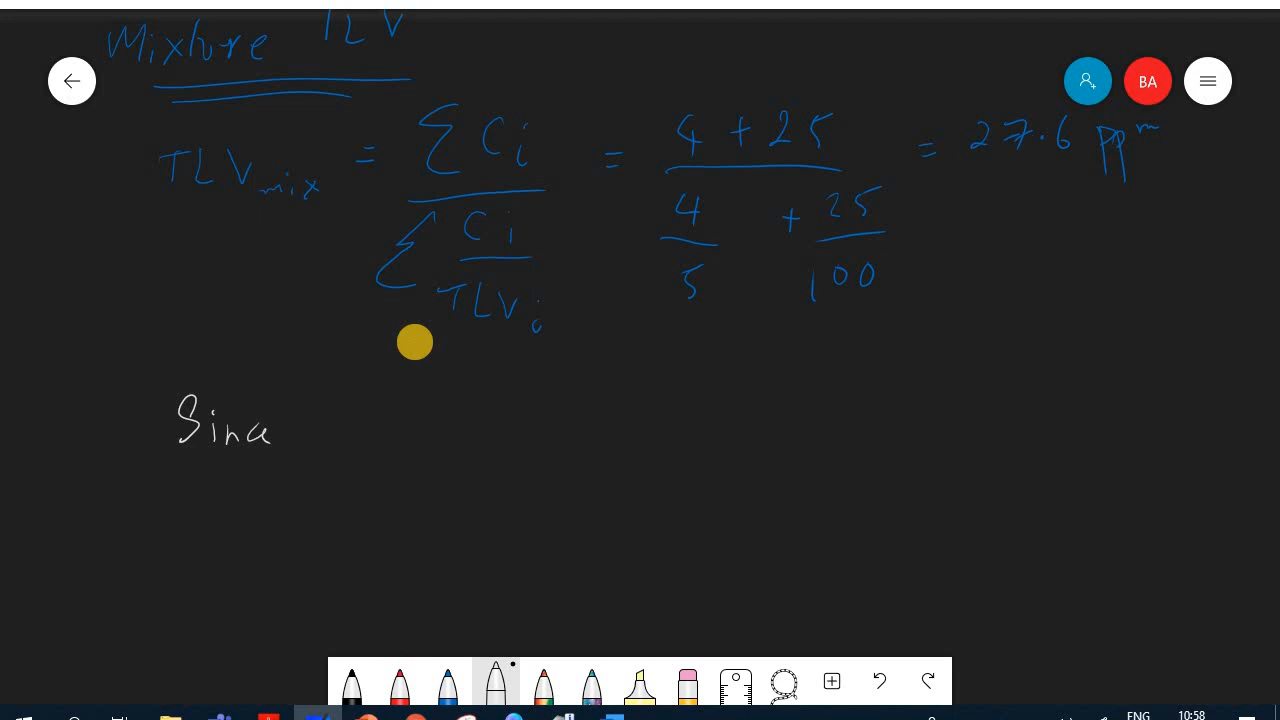 Mixture TLV
BA
TLVmix = ΣCi / Σ Ci/TLVi = 4 + 25 / 4/5 + 25/100 = 27.6 ppm
Since
ENG 10:58